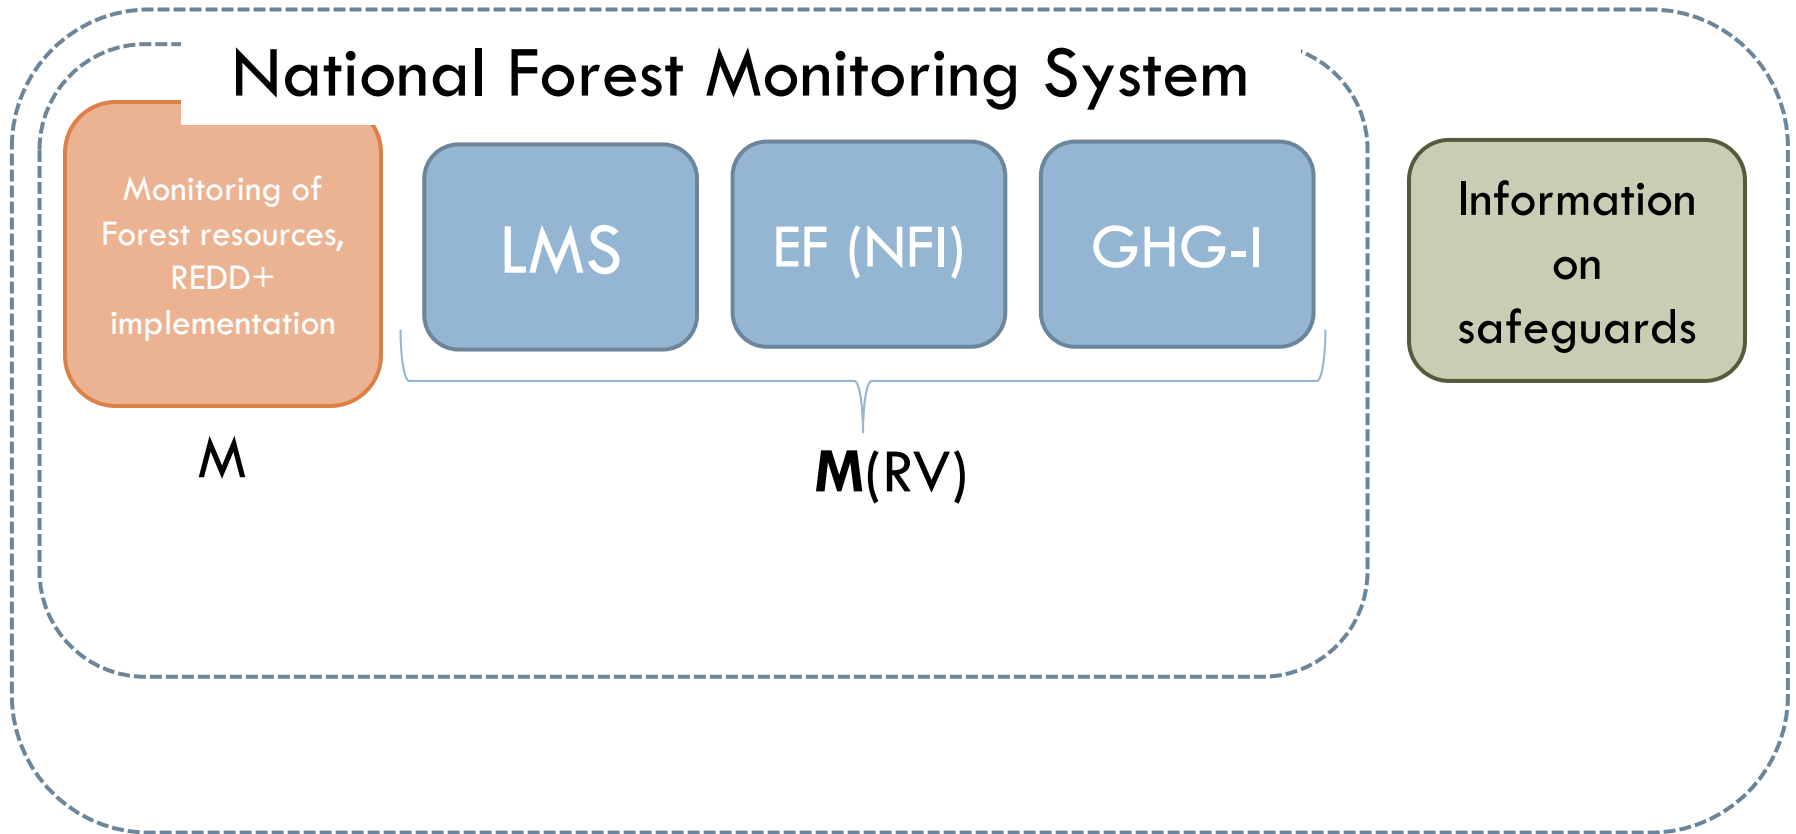 National Forest Monitoring System
Monitoring of
Forest resources,
REDD+
implementation
LMS
EF (NFI)
GHG-I
Information
on
safeguards
M
M(RV)